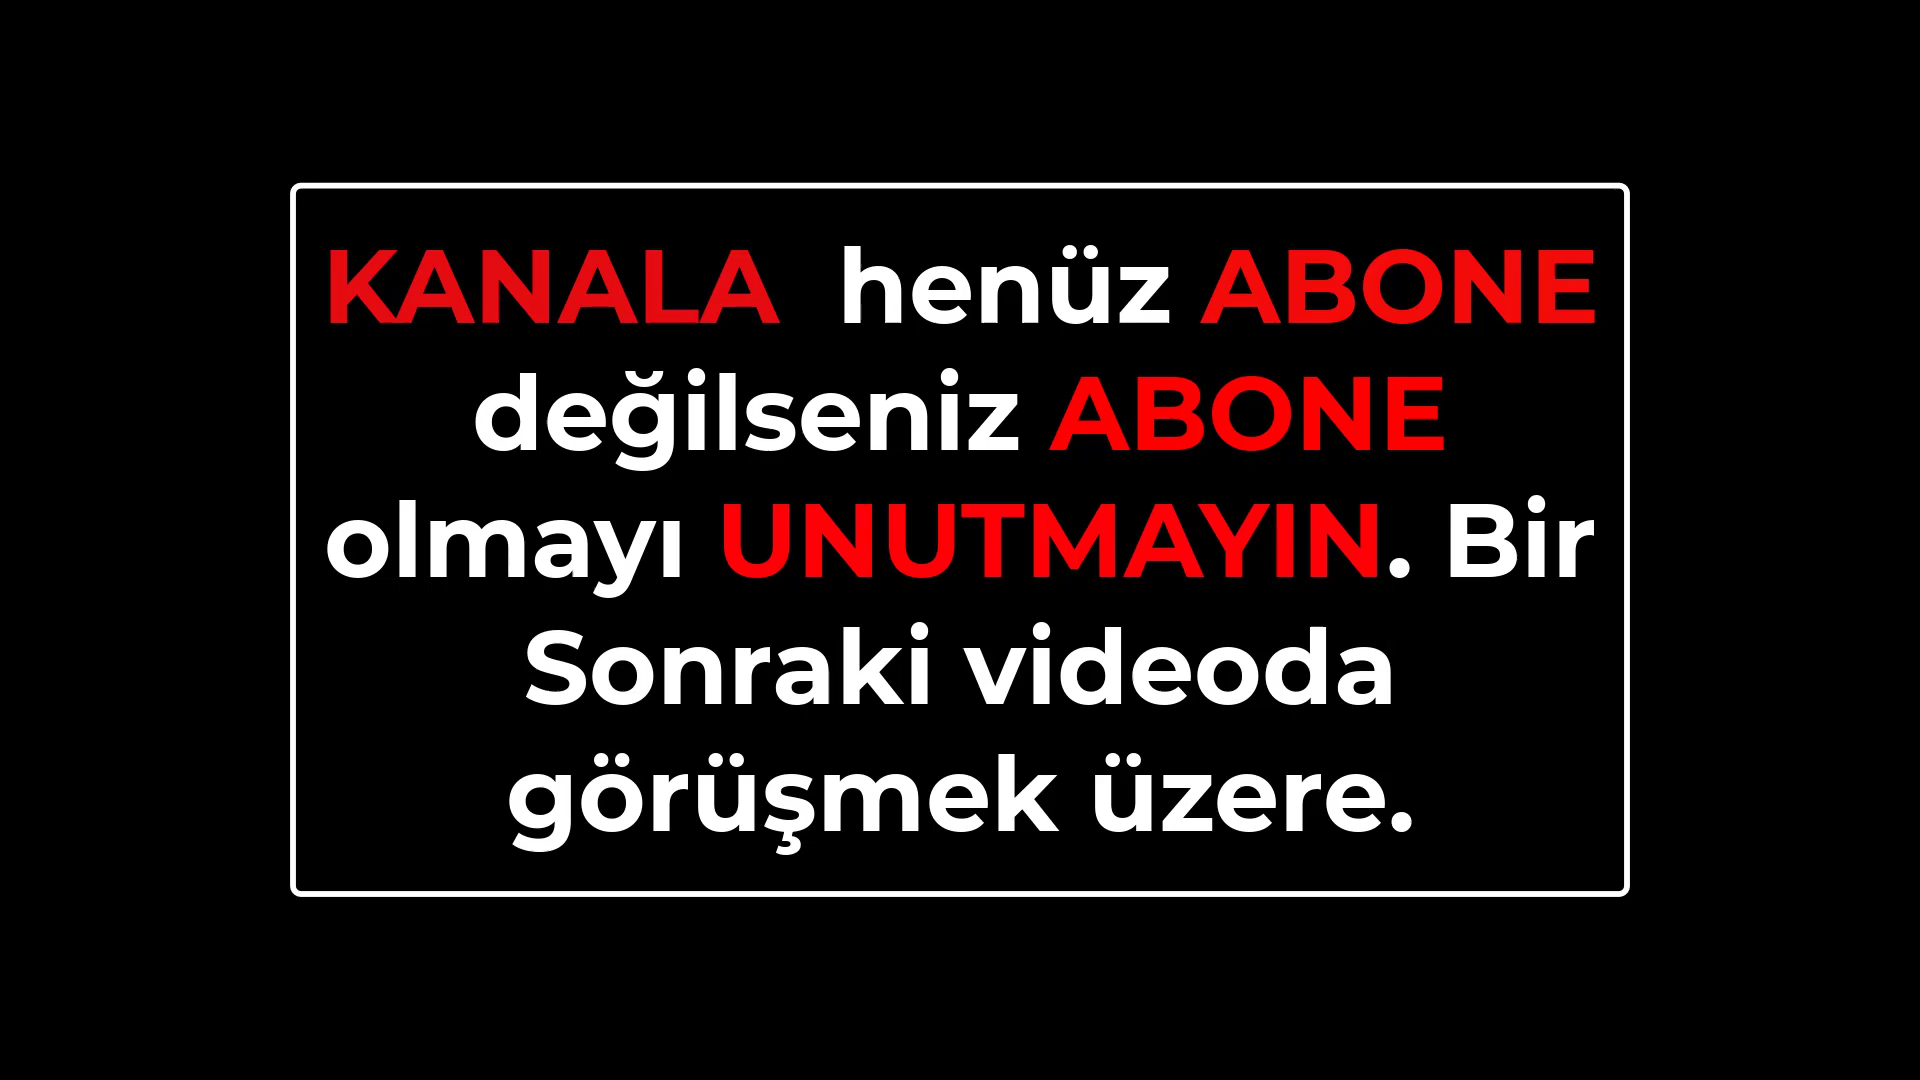 KANALA henüz ABONE
değilseniz ABONE
olmayı UNUTMAYIN. Bir
Sonraki videoda
görüşmek üzere.